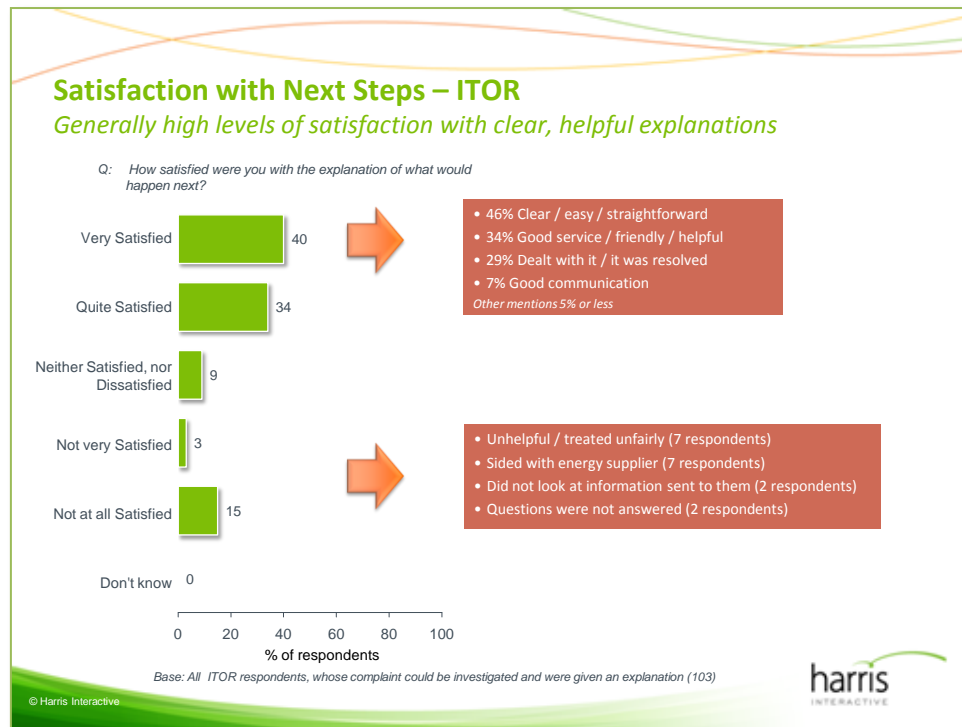 Satisfaction with Next Steps – ITOR
Generally high levels of satisfaction with clear, helpful explanations
Q: How satisfied were you with the explanation of what would
happen next?
Very Satisfied
40
Quite Satisfied
34
Neither Satisfied, nor
Dissatisfied
9
Not very Satisfied
3
Not at all Satisfied
15
Don't know
0
0 20 40 60 80 100
% of respondents
• 46% Clear / easy / straightforward
• 34% Good service / friendly / helpful
• 29% Dealt with it / it was resolved
• 7% Good communication
Other mentions 5% or less
• Unhelpful / treated unfairly (7 respondents)
• Sided with energy supplier (7 respondents)
• Did not look at information sent to them (2 respondents)
• Questions were not answered (2 respondents)
Base: All ITOR respondents, whose complaint could be investigated and were given an explanation (103)
© Harris Interactive
harris
INTERACTIVE